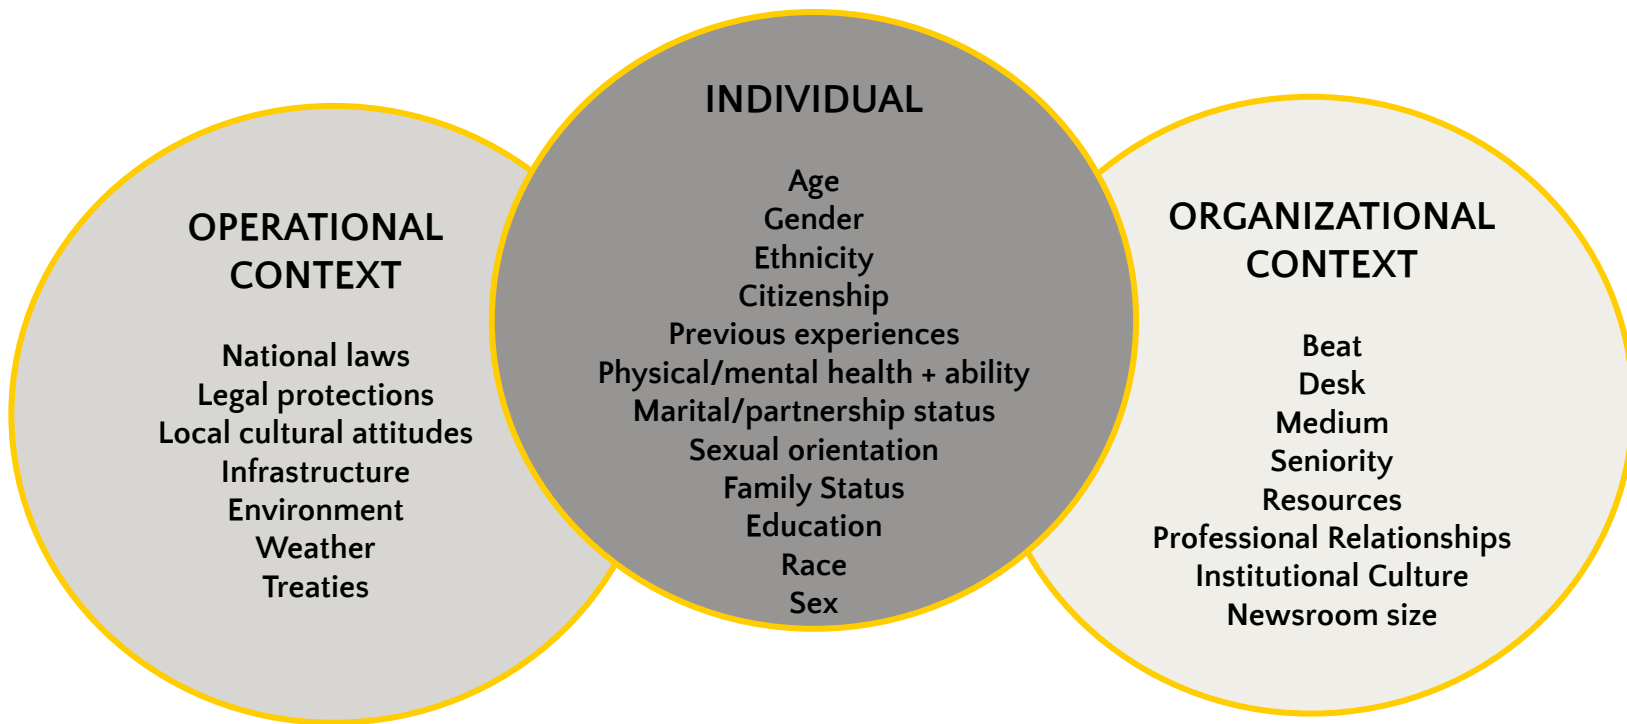 OPERATIONAL
CONTEXT
National laws
Legal protections
Local cultural attitudes
Infrastructure
Environment
Weather
Treaties
INDIVIDUAL
Age
Gender
Ethnicity
Citizenship
Previous experiences
Physical/mental health + ability
Marital/partnership status
Sexual orientation
Family Status
Education
Race
Sex
ORGANIZATIONAL
CONTEXT
Beat
Desk
Medium
Seniority
Resources
Professional Relationships
Institutional Culture
Newsroom size